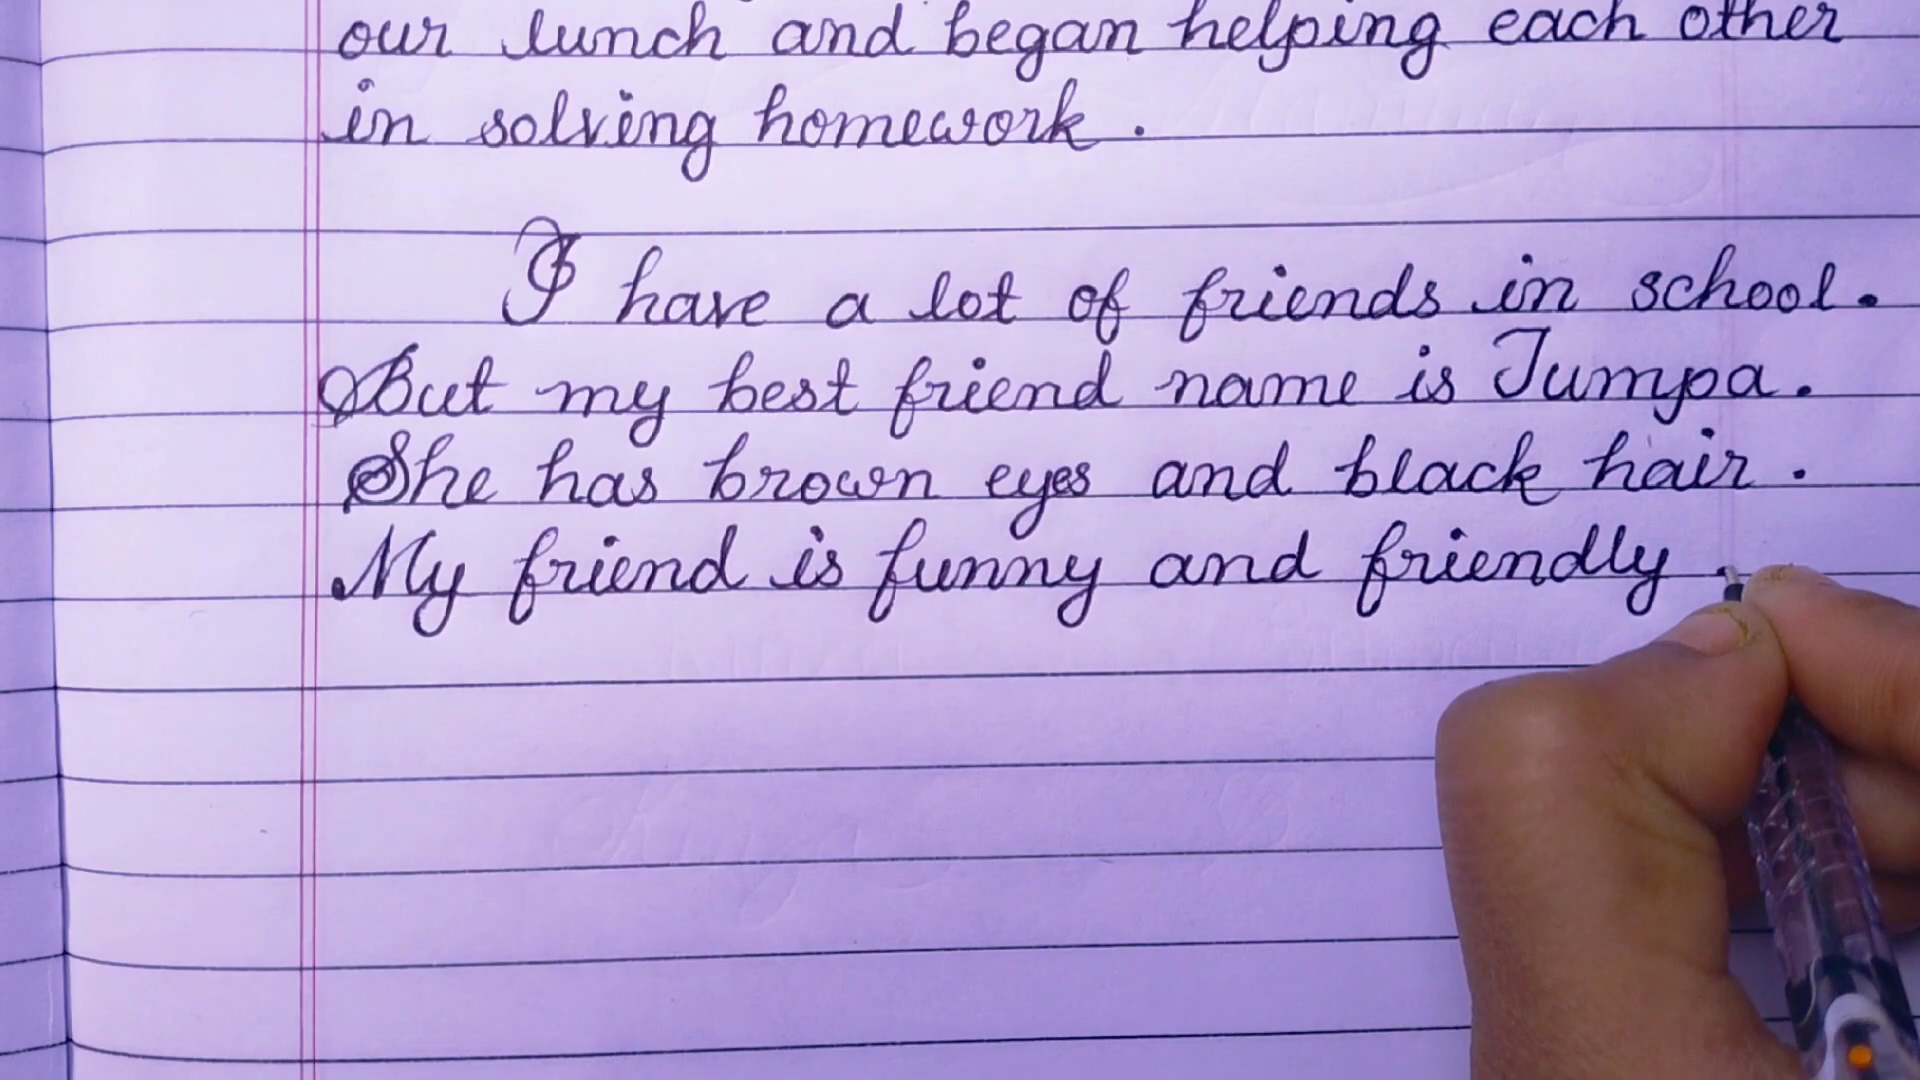 our lunch and began helping each other
in solving homework.
I have a lot of friends in school.
But my best friend name is Tumpa.
She has brown eyes and black hair.
My friend is funny and friendly.